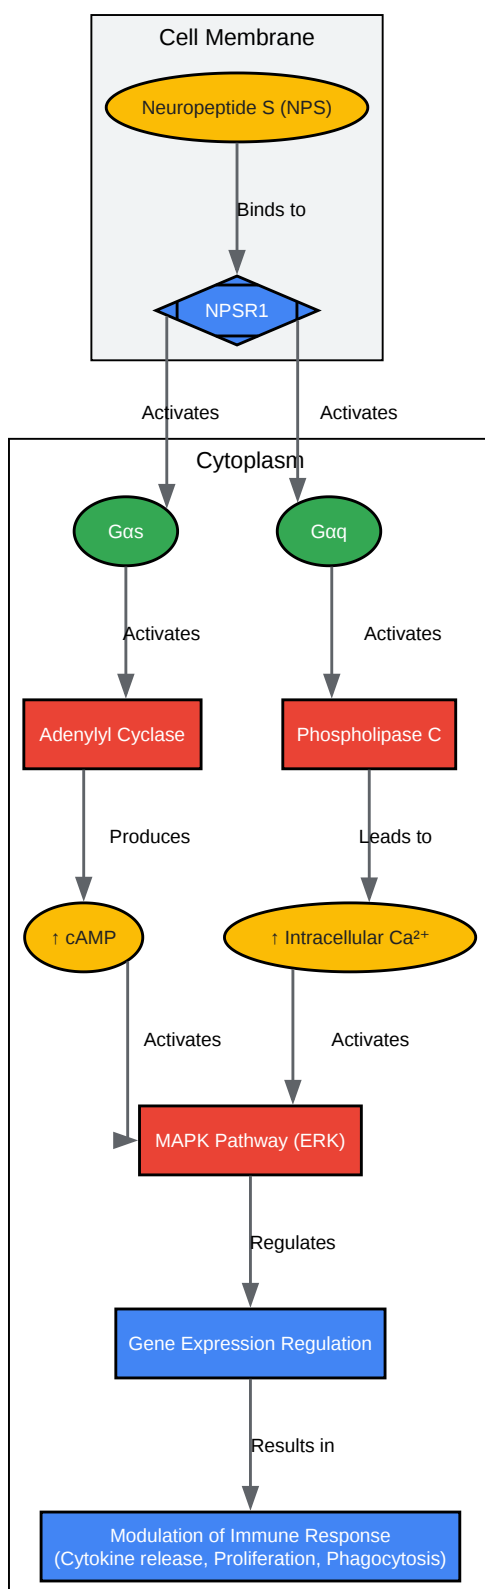 Cell Membrane
Neuropeptide S (NPS)
Binds to
NPSR1
Activates
Activates
Cytoplasm
Gαs
Gαq
Activates
Activates
Adenylyl Cyclase
Phospholipase C
Produces
Leads to
↑ cAMP
↑ Intracellular Ca²⁺
Activates
Activates
MAPK Pathway (ERK)
Regulates
Gene Expression Regulation
Results in
Modulation of Immune Response
(Cytokine release, Proliferation, Phagocytosis)